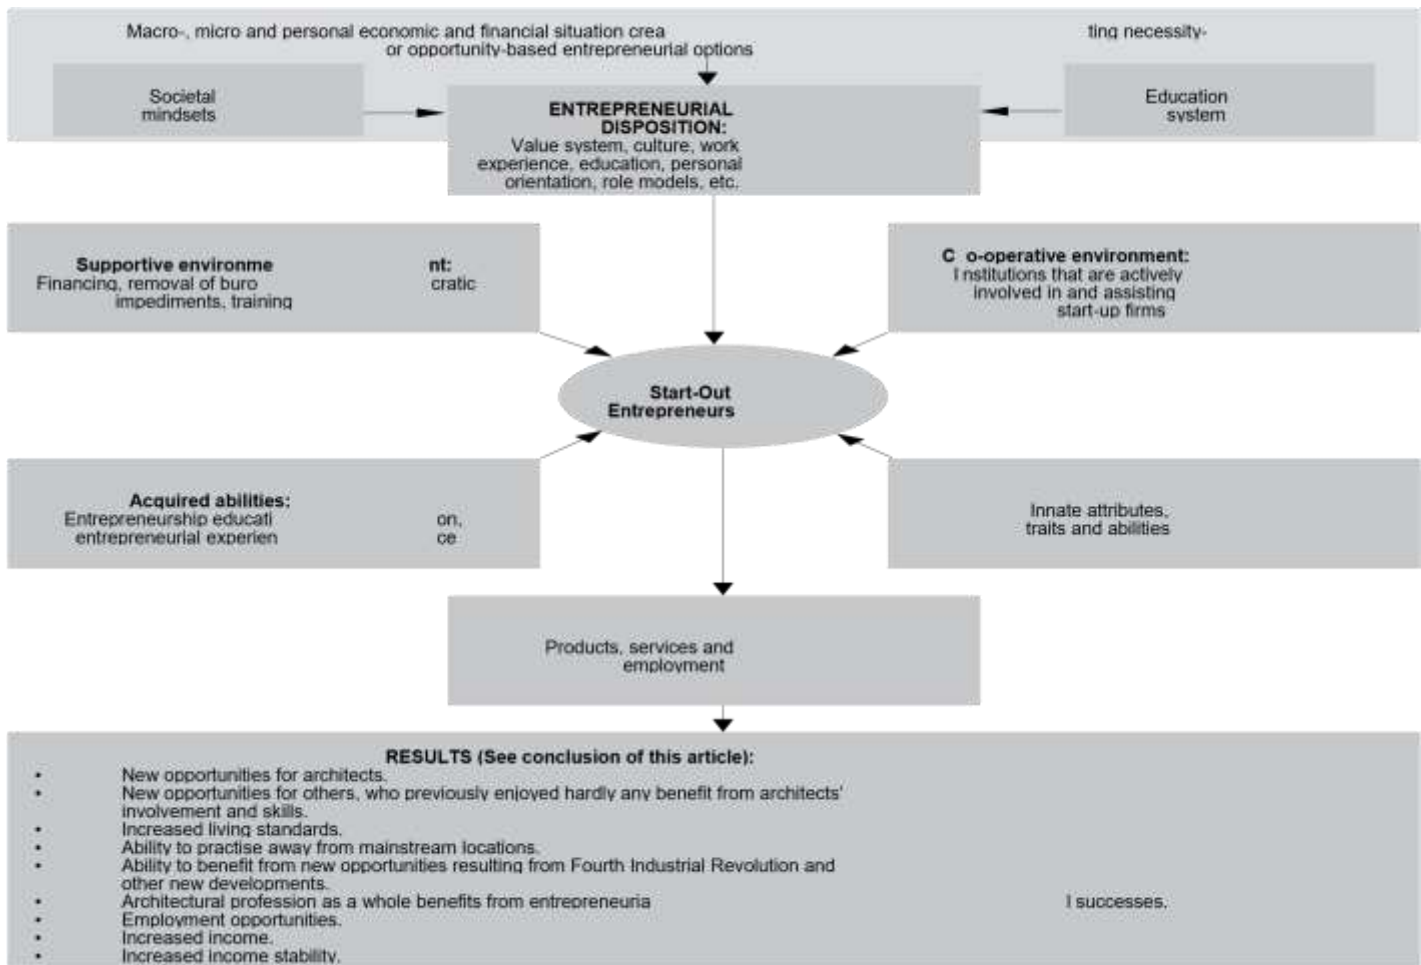 Macro-, micro and personal economic and financial situation crea ting necessity-
or opportunity-based entrepreneurial options
Societal
mindsets
ENTREPRENEURIAL
DISPOSITION:
Value system, culture, work
experience, education, personal
orientation, role models, etc.
Education
system
Supportive environme nt:
Financing, removal of buro cratic
impediments, training
C o-operative environment:
I nstitutions that are actively
involved in and assisting
start-up firms
Start-Out
Entrepreneurs
Acquired abilities:
Entrepreneurship educati on,
entrepreneurial experien ce
Innate attributes,
traits and abilities
Products, services and
employment
RESULTS (See conclusion of this article):
• New opportunities for architects.
• New opportunities for others, who previously enjoyed hardly any benefit from architects'
involvement and skills.
• Increased living standards.
• Ability to practise away from mainstream locations.
• Ability to benefit from new opportunities resulting from Fourth Industrial Revolution and
other new developments.
• Architectural profession as a whole benefits from entrepreneuria l successes.
• Employment opportunities.
• Increased income.
• Increased income stability.